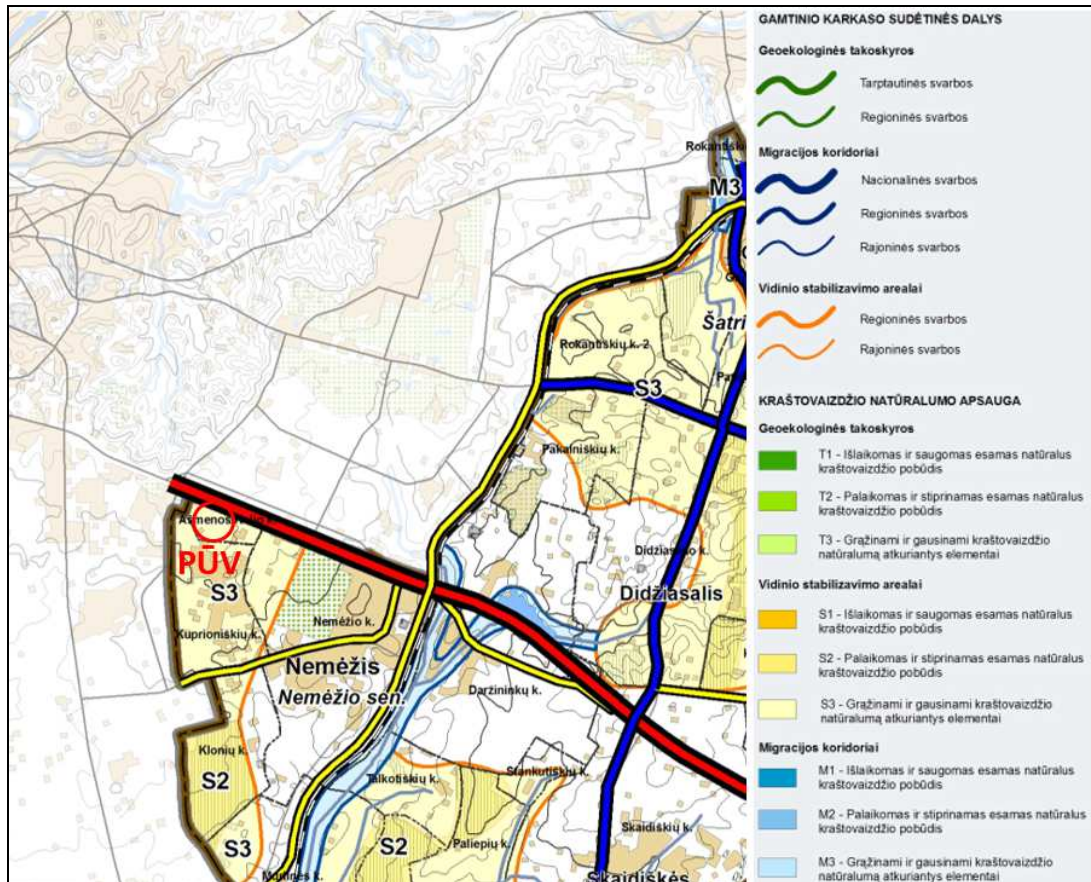 Rokantiškių
M3
Šatri
Rokantiškių k. 2
S3
Pakalniškių k.
PŪV
S3
Didžiasalio k.
Didžiasalis
Nemėžio k.
Kuprioniškių k.
Nemėžis
Nemėžio sen.
Daržininkų k.
Klonių k.
S2
Talkotiškių k.
Stankutiškių k.
Skaidiškių k.
S3
S2
Paliepių k.
Skaidiškės
GAMTINIO KARKASO SUDĖTINĖS DALYS
Geoekologinės takoskyros
Tarptautinės svarbos
Regioninės svarbos
Migracijos koridoriai
Nacionalinės svarbos
Regioninės svarbos
Rajoninės svarbos
Vidinio stabilizavimo arealai
Regioninės svarbos
Rajoninės svarbos
KRAŠTOVAIZDŽIO NATŪRALUMO APSAUGA
Geoekologinės takoskyros
T1 - Išlaikomas ir saugomas esamas natūralus
kraštovaizdžio pobūdis
T2 - Palaikomas ir stiprinamas esamas natūralus
kraštovaizdžio pobūdis
T3 - Grąžinami ir gausinami kraštovaizdžio
natūralumą atkuriantys elementai
Vidinio stabilizavimo arealai
S1 - Išlaikomas ir saugomas esamas natūralus
kraštovaizdžio pobūdis
S2 - Palaikomas ir stiprinamas esamas natūralus
kraštovaizdžio pobūdis
S3 - Grąžinami ir gausinami kraštovaizdžio
natūralumą atkuriantys elementai
Migracijos koridoriai
M1 - Išlaikomas ir saugomas esamas natūralus
kraštovaizdžio pobūdis
M2 - Palaikomas ir stiprinamas esamas natūralus
kraštovaizdžio pobūdis
M3 - Grąžinami ir gausinami kraštovaizdžio
natūralumą atkuriantys elementai